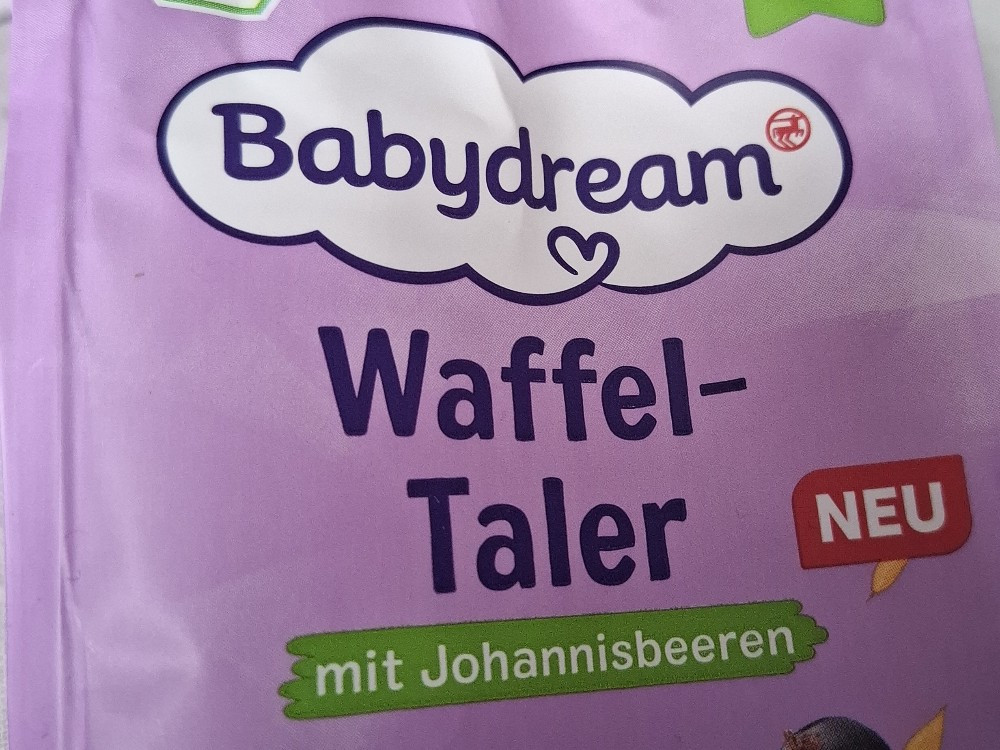 Babydream
Waffel-
Taler
NEU
mit Johannisbeeren